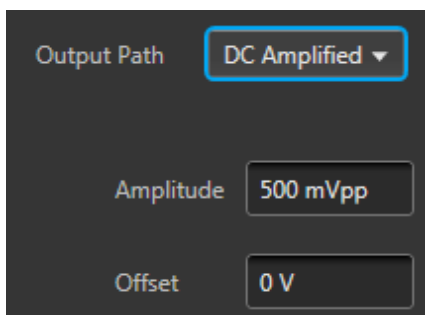 Output Path DC Amplified
Amplitude 500 mVpp
Offset 0 V